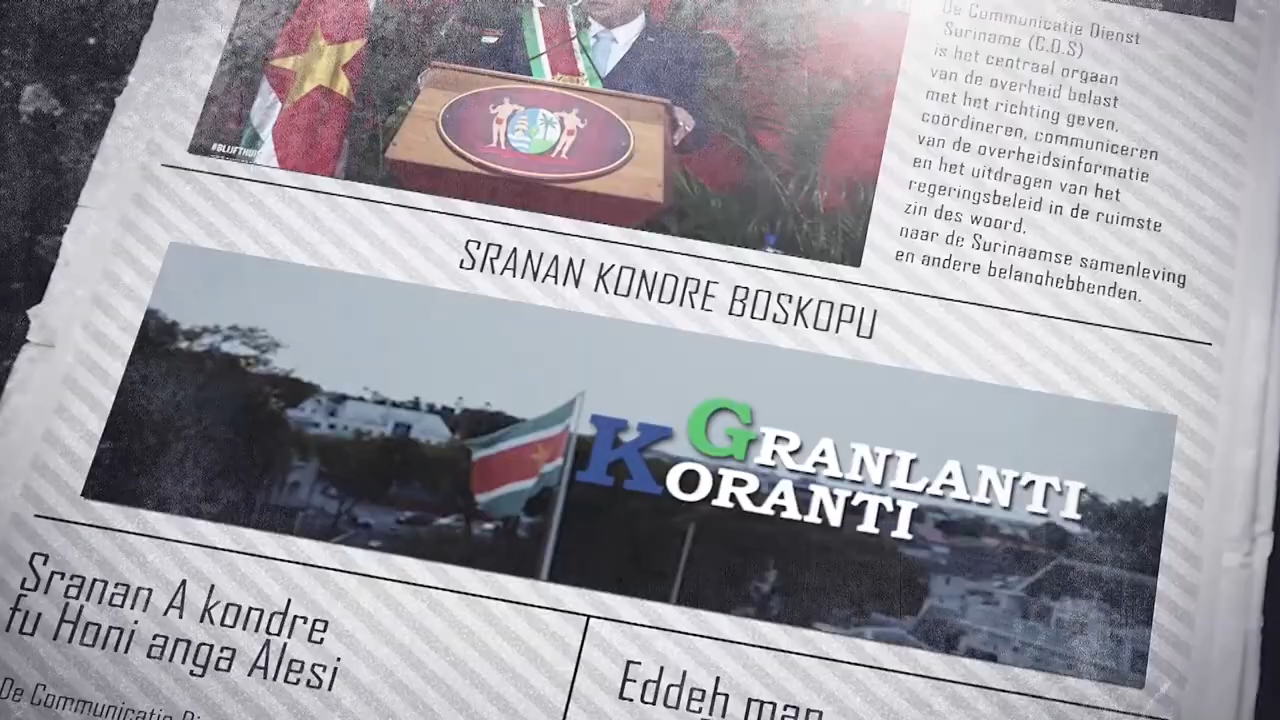 De Communicatie Dienst
Suriname (C.D.S)
is het centraal orgaan
van de overheid belast
met het richting geven,
coördineren, communiceren
van de overheidsinformatie
en het uitdragen van het
regeringsbeleid in de ruimste
zin des woord,
naar de Surinaamse samenleving
en andere belanghebbenden.
SRANAN KONDRE BOSKOPU
GRANLANTI
KORANTI
Sranan A kondre
fu Honi anga Alesi
De Communicatie
Eddeh man